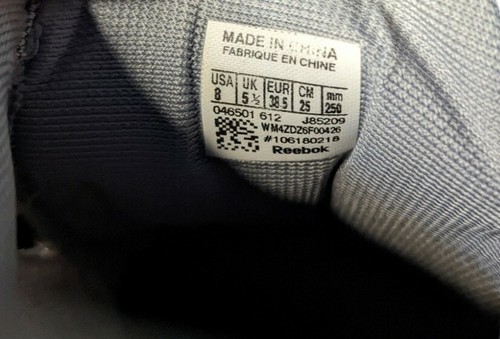 MADE IN CHINA
FABRIQUE EN CHINE
USA UK EUR CM mm
8 5 ½ 38 5 25 250
046501 612 J85209
WM4ZDZ6F00426
#106180218
Reebok